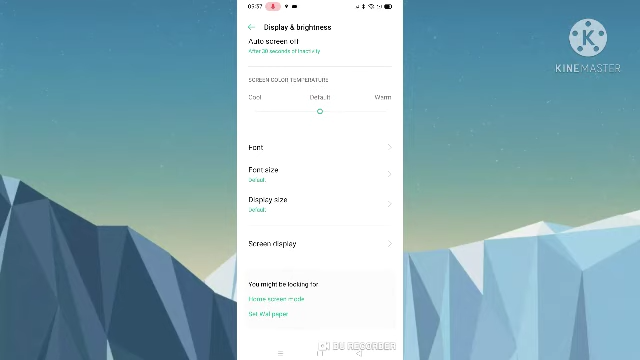 05:57
Display & brightness
Auto screen off
After 30 seconds of inactivity
SCREEN COLOR TEMPERATURE
Cool Default Warm
Font
Font size
Default
Display size
Default
Screen display
You might be looking for
Home screen mode
Set Wallpaper
DU RECORDER
K
KINEMASTER